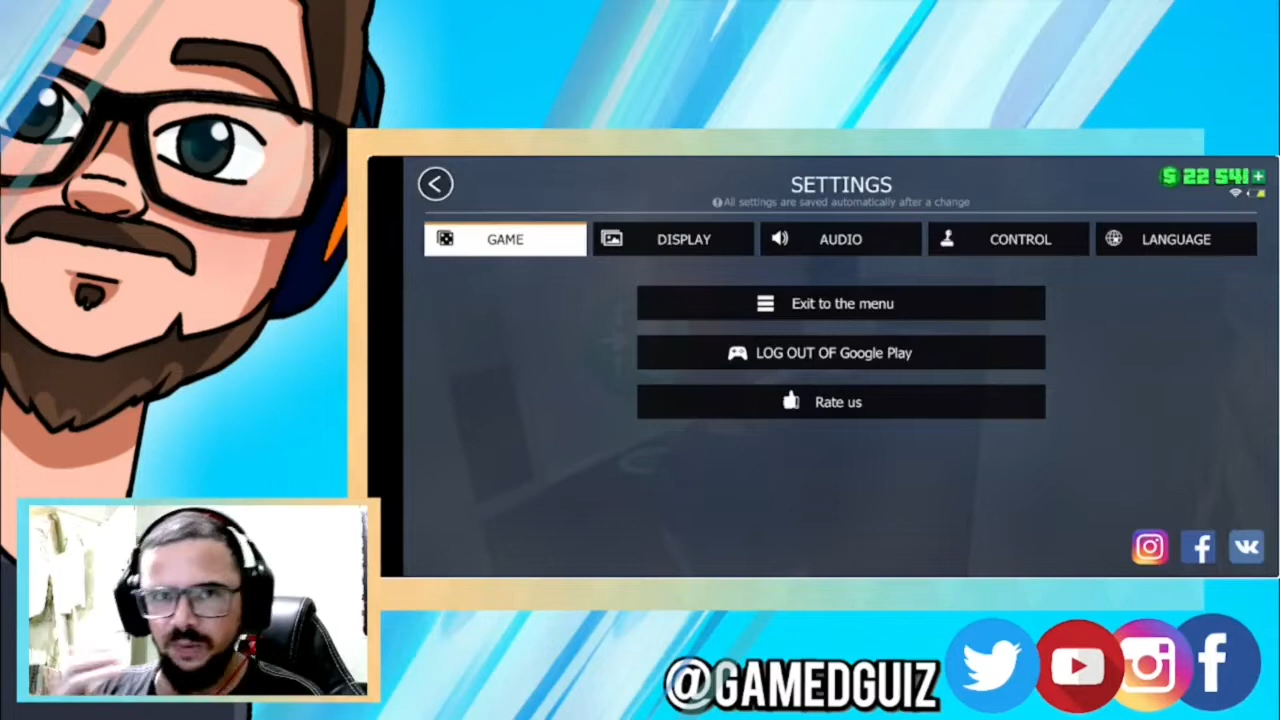 SETTINGS
All settings are saved automatically after a change
$ 22 541 +
GAME
DISPLAY
AUDIO
CONTROL
LANGUAGE
Exit to the menu
LOG OUT OF Google Play
Rate us
@GAMEDGUIZ